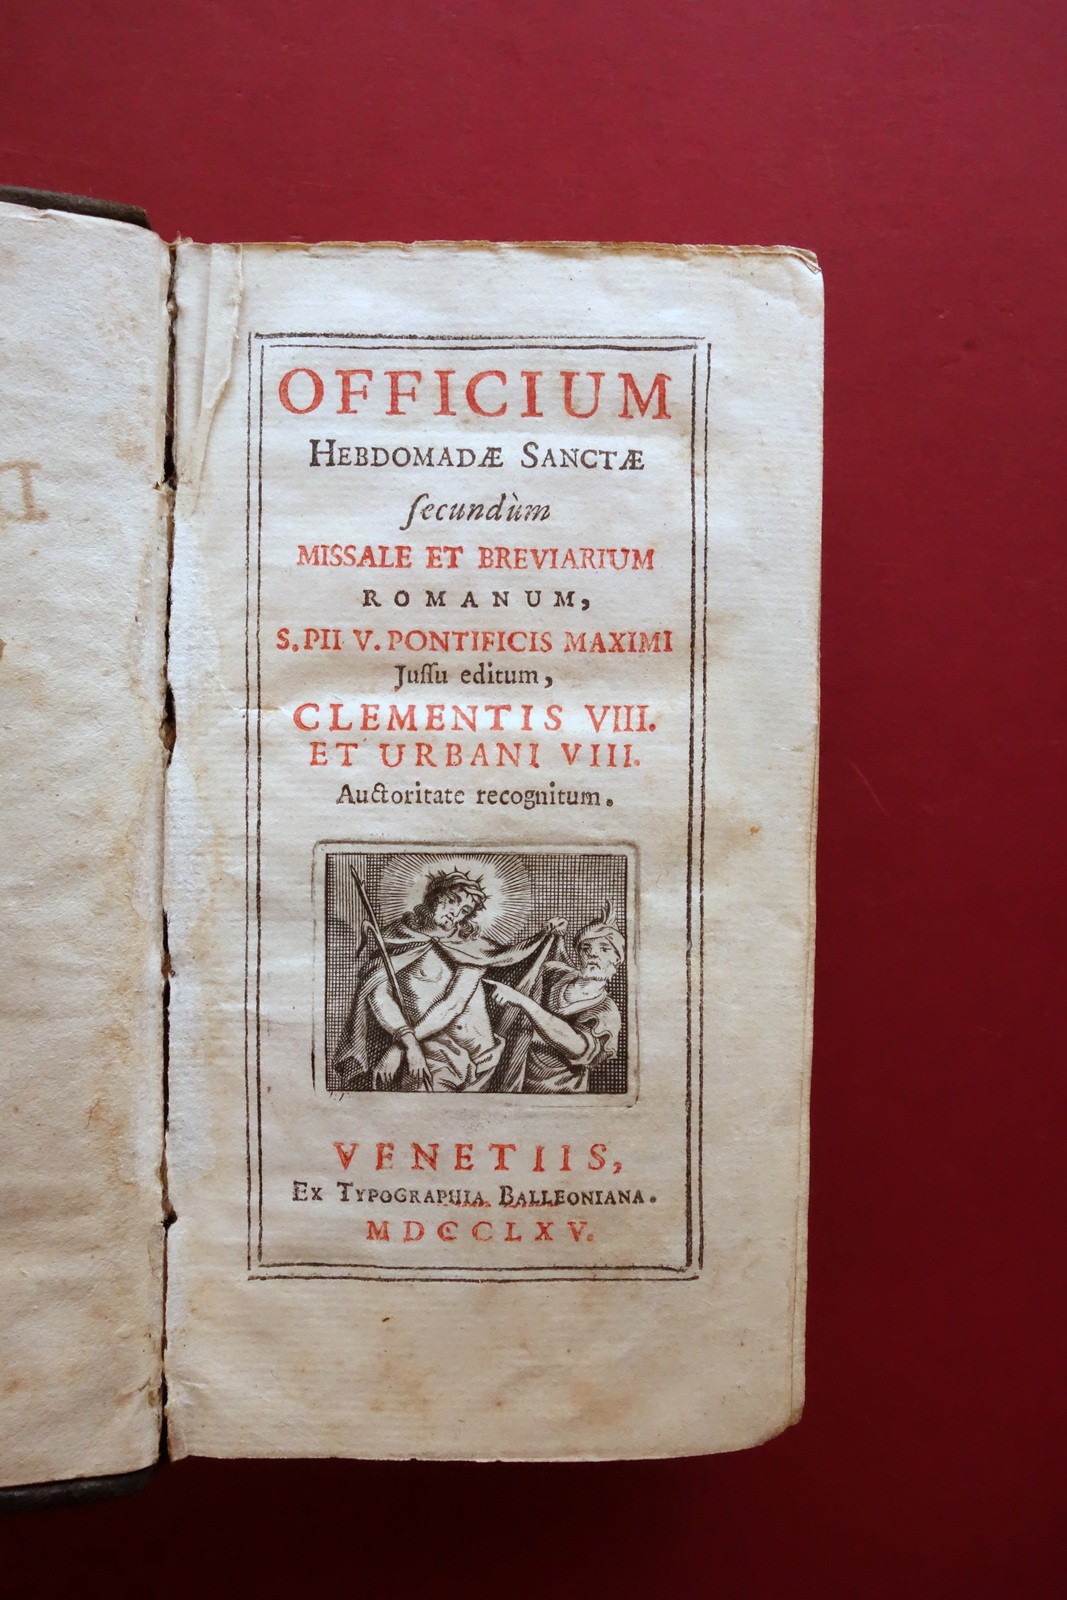 OFFICIUM
HEBDOMADÆ SANCTÆ
ſecundùm
MISSALE ET BREVIARIUM
ROMANUM,
S. PII V. PONTIFICIS MAXIMI
Juſſu editum,
CLEMENTIS VIII.
ET URBANI VIII.
Auctoritate recognitum.
VENETIIS,
EX TYPOGRAPHIA BALLEONIANA.
MDCCLXV.